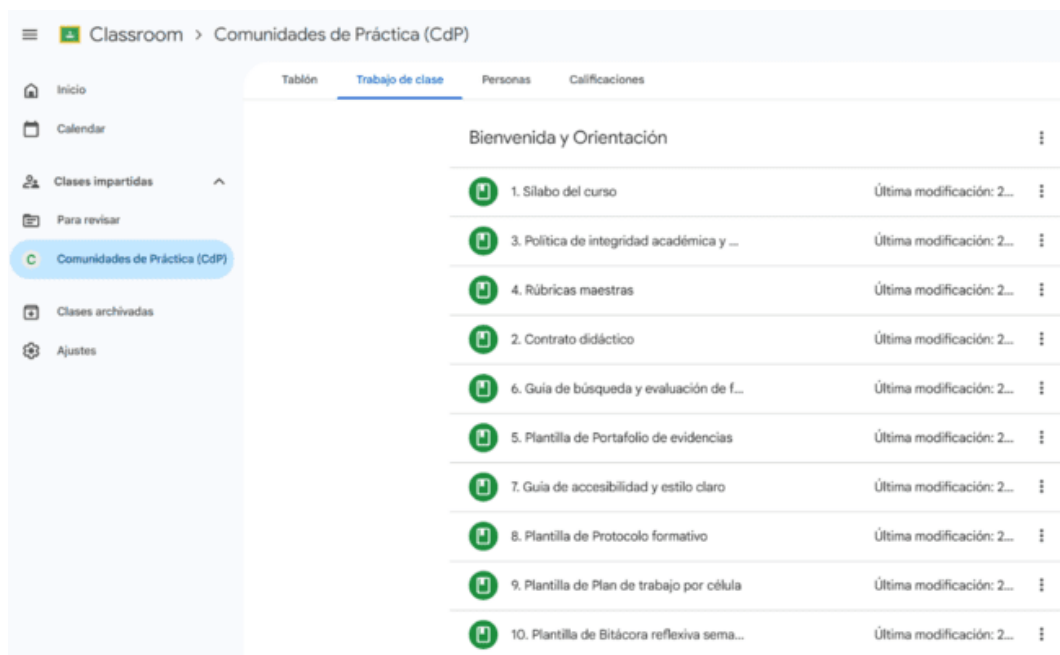 Classroom > Comunidades de Práctica (CdP)
Inicio
Calendar
Clases impartidas
Para revisar
C Comunidades de Práctica (CdP)
Clases archivadas
Ajustes
Tablón Trabajo de clase Personas Calificaciones
Bienvenida y Orientación
1. Sílabo del curso Última modificación: 2...
3. Política de integridad académica y ... Última modificación: 2...
4. Rúbricas maestras Última modificación: 2...
2. Contrato didáctico Última modificación: 2...
6. Guía de búsqueda y evaluación de f... Última modificación: 2...
5. Plantilla de Portafolio de evidencias Última modificación: 2...
7. Guía de accesibilidad y estilo claro Última modificación: 2...
8. Plantilla de Protocolo formativo Última modificación: 2...
9. Plantilla de Plan de trabajo por célula Última modificación: 2...
10. Plantilla de Bitácora reflexiva sema... Última modificación: 2...